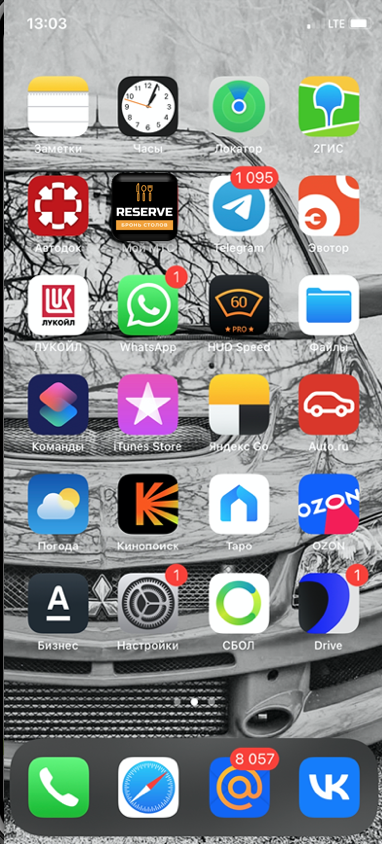 13:03 LTE
Заметки Часы Локатор 2ГИС
1 095
RESERVE
БРОНЬ СТОЛОВ
Автодок Мой МТС Telegram Эвотор
1
60
PRO
ЛУКОЙЛ
ЛУКОЙЛ WhatsApp HUD Speed Файлы
Команды iTunes Store Яндекс Go Auto.ru
OZON
Погода Кинопоиск Таро OZON
1 1
A
Бизнес Настройки СБОЛ Drive
8 057